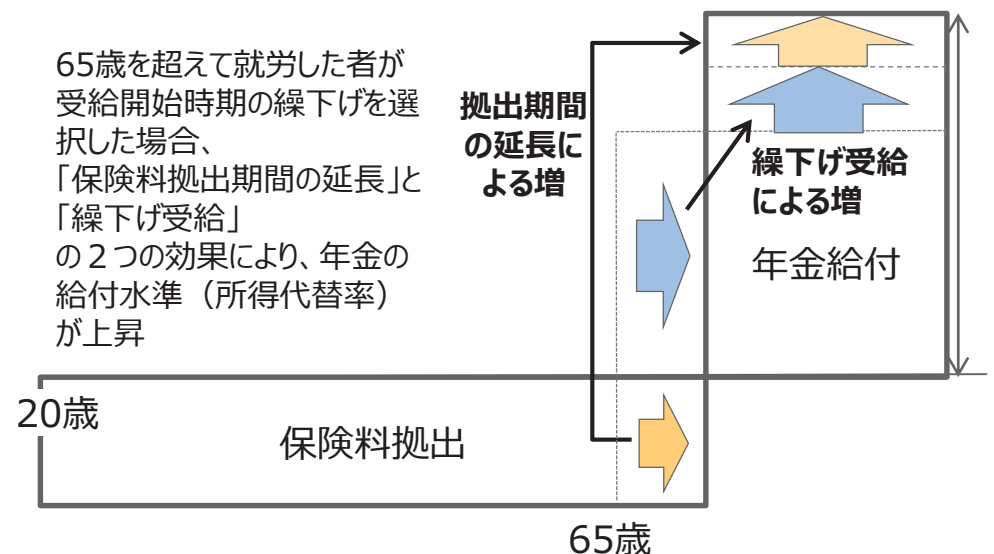 65歳を超えて就労した者が
受給開始時期の繰下げを選
択した場合、
「保険料拠出期間の延長」と
「繰下げ受給」
の２つの効果により、年金の
給付水準（所得代替率）
が上昇
拠出期間
の延長に
よる増
繰下げ受給
による増
年金給付
20歳
保険料拠出
65歳